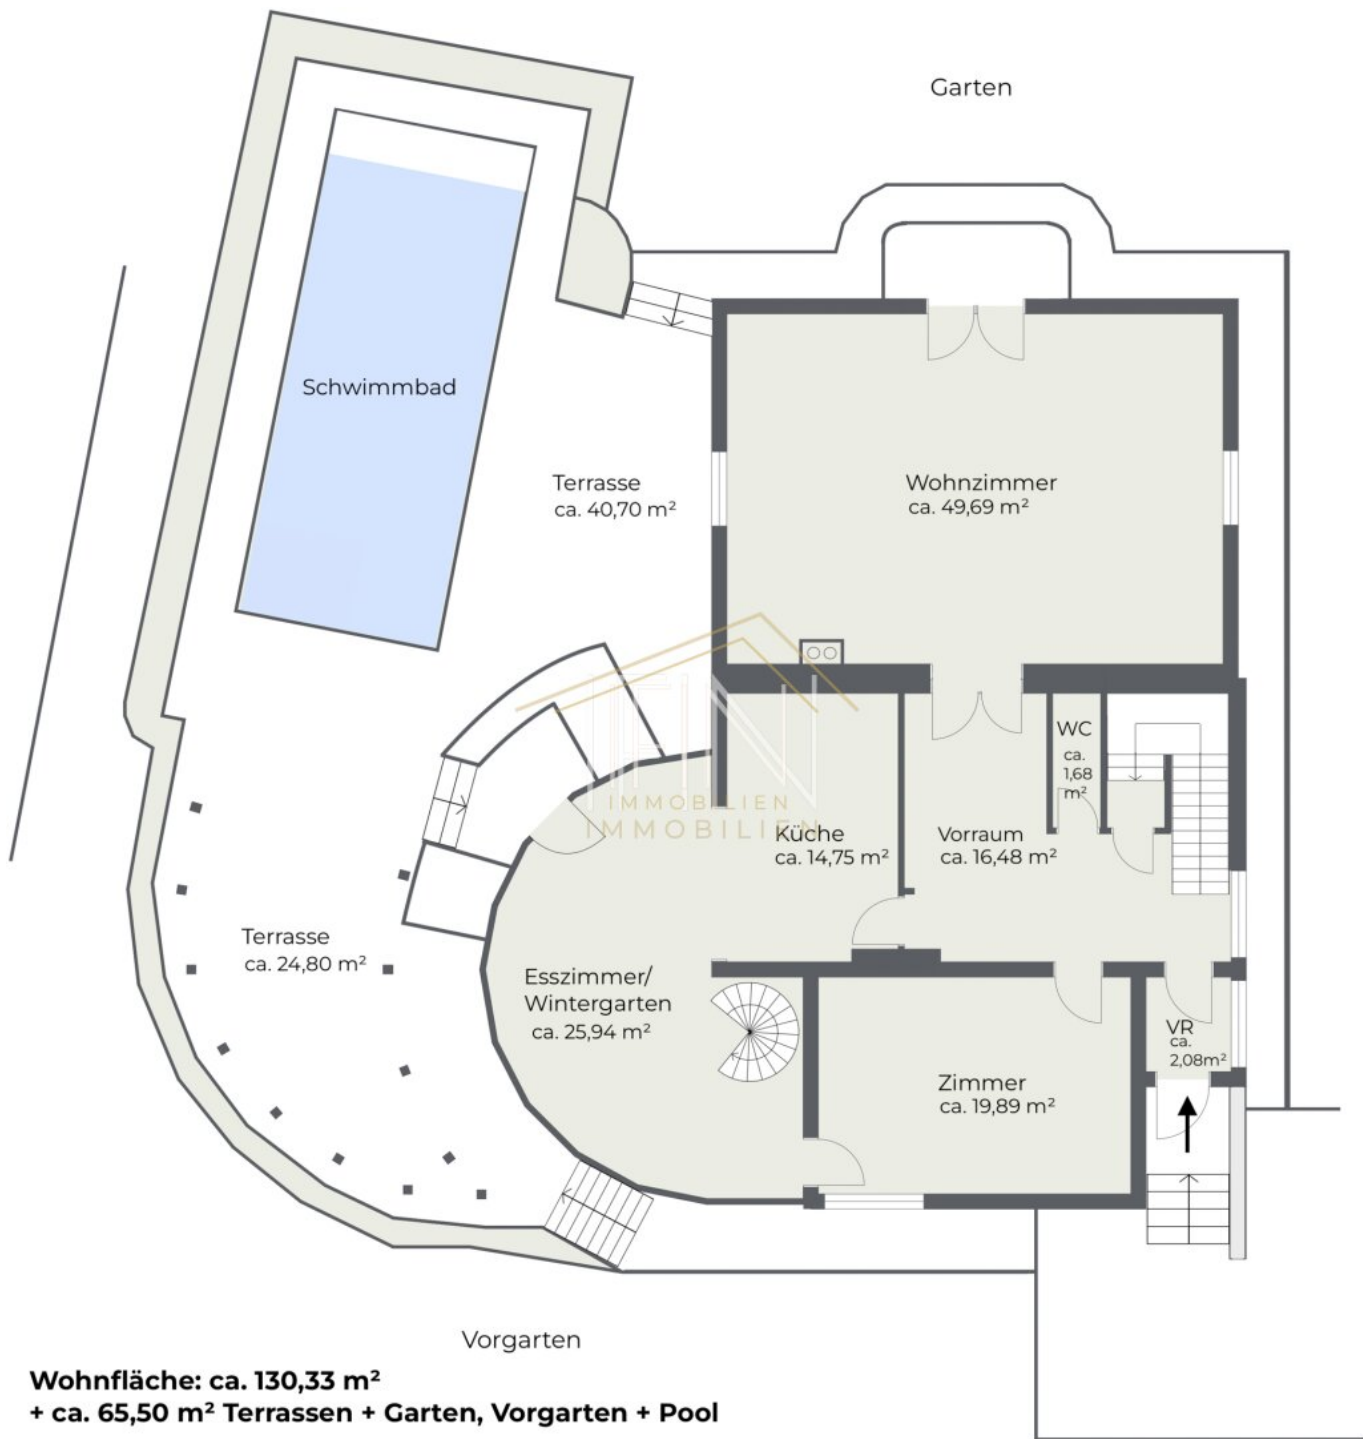 Garten
Schwimmbad
Terrasse
ca. 40,70 m²
Wohnzimmer
ca. 49,69 m²
WC
ca.
1,68
m²
IMMOBILIEN
IMMOBILIEN
Küche
ca. 14,75 m²
Vorraum
ca. 16,48 m²
Terrasse
ca. 24,80 m²
Esszimmer/
Wintergarten
ca. 25,94 m²
VR
ca.
2,08m²
Zimmer
ca. 19,89 m²
Vorgarten
Wohnfläche: ca. 130,33 m²
+ ca. 65,50 m² Terrassen + Garten, Vorgarten + Pool